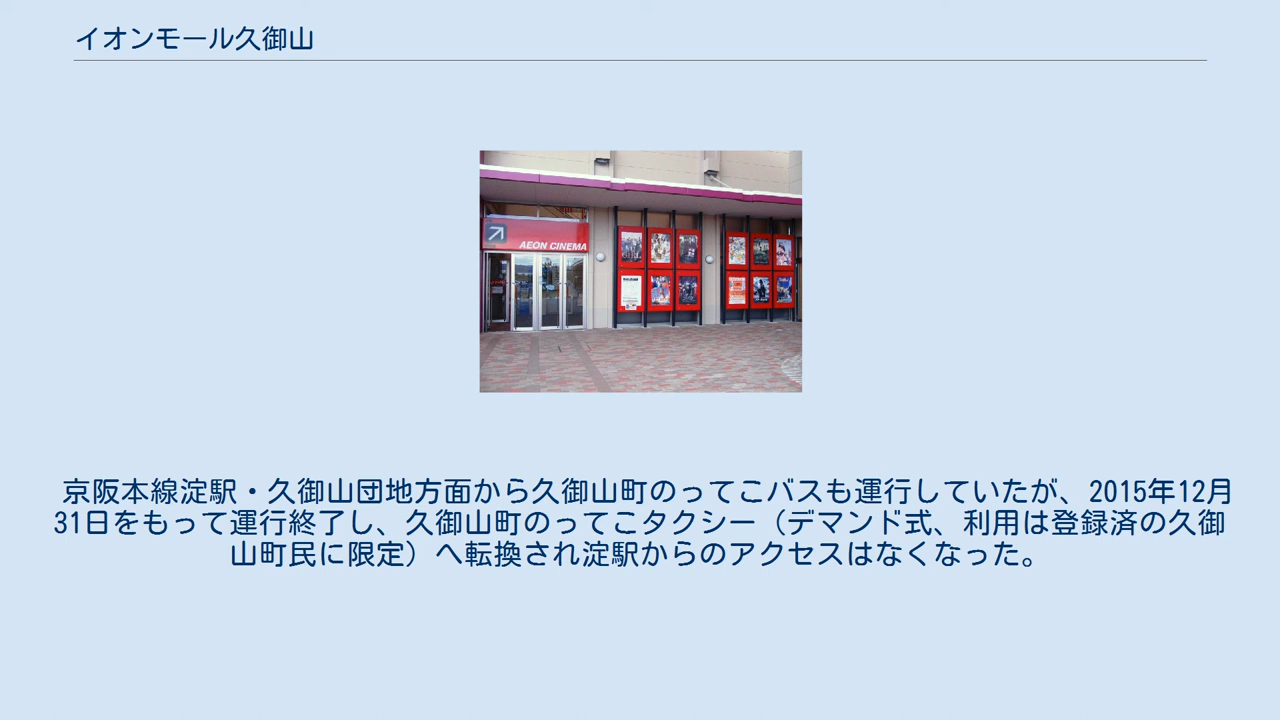 イオンモール久御山
AEON CINEMA
京阪本線淀駅・久御山団地方面から久御山町のってこバスも運行していたが、2015年12月
31日をもって運行終了し、久御山町のってこタクシー（デマンド式、利用は登録済の久御
山町民に限定）へ転換され淀駅からのアクセスはなくなった。